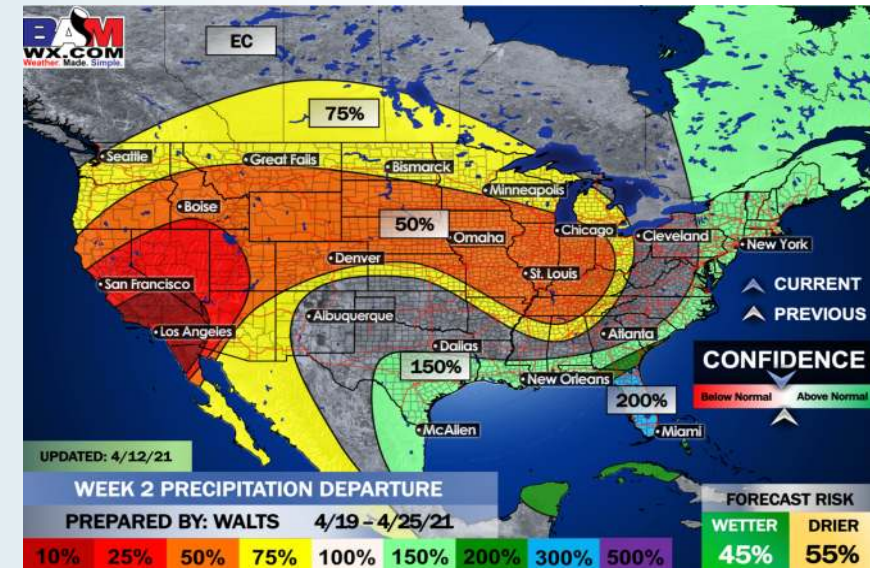 BAM
WX.COM
Weather. Made. Simple.
EC
75%
Seattle
Great Falls
Bismarck
Minneapolis
Boise
50%
Omaha
Chicago
Cleveland
New York
San Francisco
Denver
St. Louis
CURRENT
PREVIOUS
Los Angeles
Albuquerque
Atlanta
Dallas
150%
CONFIDENCE
Below Normal
Above Normal
New Orleans
200%
McAllen
Miami
UPDATED: 4/12/21
WEEK 2 PRECIPITATION DEPARTURE
PREPARED BY: WALTS 4/19 – 4/25/21
FORECAST RISK
WETTER DRIER
45% 55%
10% 25% 50% 75% 100% 150% 200% 300% 500%